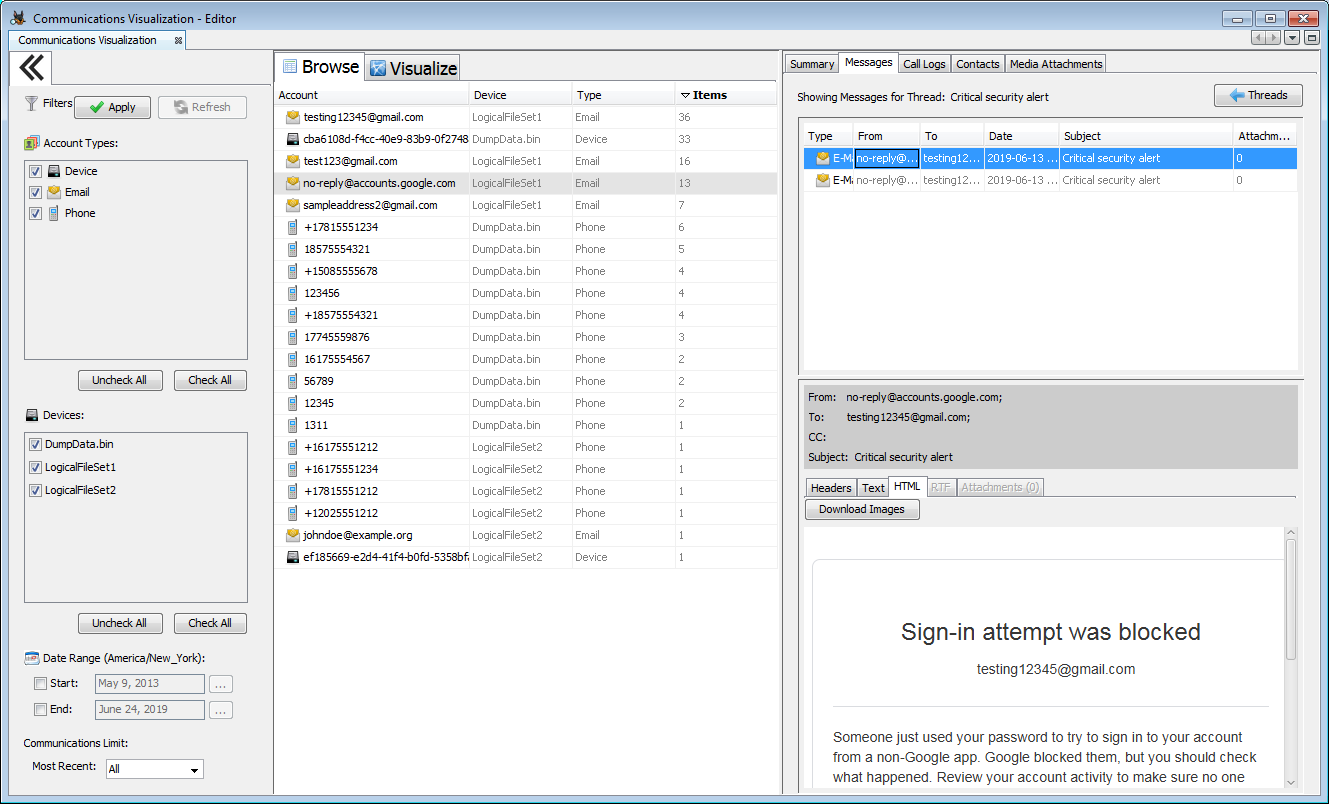 Communications Visualization - Editor
Communications Visualization
Filters
Apply
Refresh
Account Types:
Device
Email
Phone
Uncheck All
Check All
Devices:
DumpData.bin
LogicalFileSet1
LogicalFileSet2
Uncheck All
Check All
Date Range (America/New_York):
Start: May 9, 2013 ...
End: June 24, 2019 ...
Communications Limit:
Most Recent: All
Browse
Visualize
Account Device Type Items
testing12345@gmail.com LogicalFileSet1 Email 36
cba6108d-f4cc-40e9-83b9-0f2748 DumpData.bin Device 33
test123@gmail.com LogicalFileSet1 Email 16
no-reply@accounts.google.com LogicalFileSet1 Email 13
sampleaddress2@gmail.com LogicalFileSet1 Email 7
+17815551234 DumpData.bin Phone 6
18575554321 DumpData.bin Phone 5
+15085555678 DumpData.bin Phone 4
123456 DumpData.bin Phone 4
+18575554321 DumpData.bin Phone 4
17745559876 DumpData.bin Phone 3
16175554567 DumpData.bin Phone 2
56789 DumpData.bin Phone 2
12345 DumpData.bin Phone 2
1311 DumpData.bin Phone 1
+16175551212 LogicalFileSet2 Phone 1
+16175551234 LogicalFileSet2 Phone 1
+17815551212 LogicalFileSet2 Phone 1
+12025551212 LogicalFileSet2 Phone 1
johndoe@example.org LogicalFileSet2 Email 1
ef185669-e2d4-41f4-b0fd-5358bf LogicalFileSet2 Device 1
Summary Messages Call Logs Contacts Media Attachments
Showing Messages for Thread: Critical security alert
Threads
Type From To Date Subject Attachm...
E-Ma no-reply@... testing12... 2019-06-13 ... Critical security alert 0
E-Ma no-reply@... testing12... 2019-06-13 ... Critical security alert 0
From: no-reply@accounts.google.com;
To: testing12345@gmail.com;
CC:
Subject: Critical security alert
Headers Text HTML RTF Attachments (0)
Download Images
Sign-in attempt was blocked
testing12345@gmail.com
Someone just used your password to try to sign in to your account
from a non-Google app. Google blocked them, but you should check
what happened. Review your account activity to make sure no one